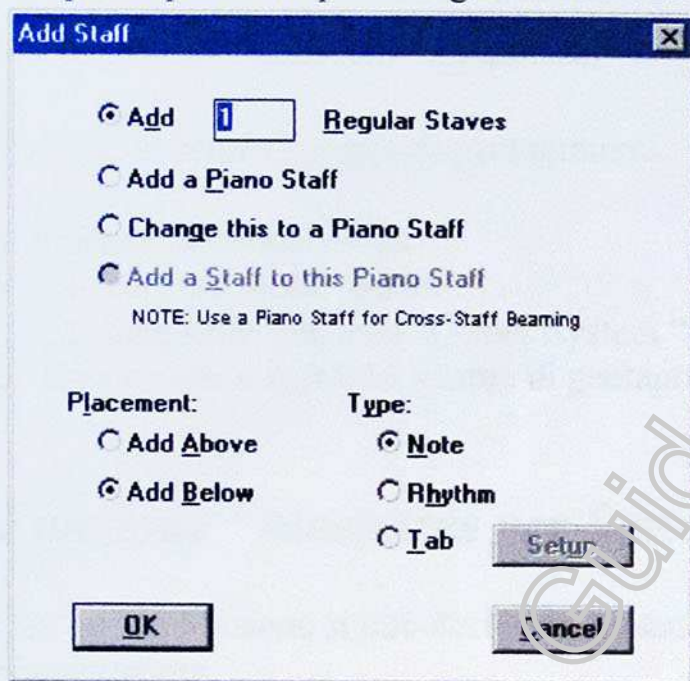 Add Staff
Add 1 Regular Staves
Add a Piano Staff
Change this to a Piano Staff
Add a Staff to this Piano Staff
NOTE: Use a Piano Staff for Cross-Staff Beaming
Placement: Type:
Add Above Note
Add Below Rhythm
Tab Setup
OK Cancel
Guid